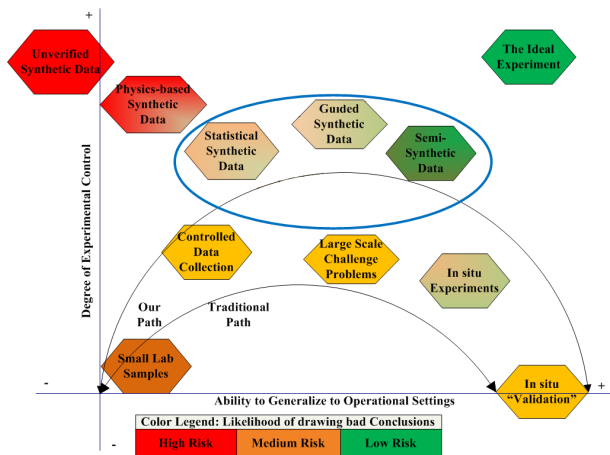 +
Unverified
Synthetic Data
The Ideal
Experiment
Physics-based
Synthetic
Data
Guided
Synthetic
Data
Statistical
Synthetic
Data
Semi-
Synthetic
Data
Degree of Experimental Control
Controlled
Data
Collection
Large Scale
Challenge
Problems
In situ
Experiments
Our
Path
Traditional
Path
Small Lab
Samples
In situ
“Validation”
-
+
Ability to Generalize to Operational Settings
-
Color Legend: Likelihood of drawing bad Conclusions
High Risk
Medium Risk
Low Risk